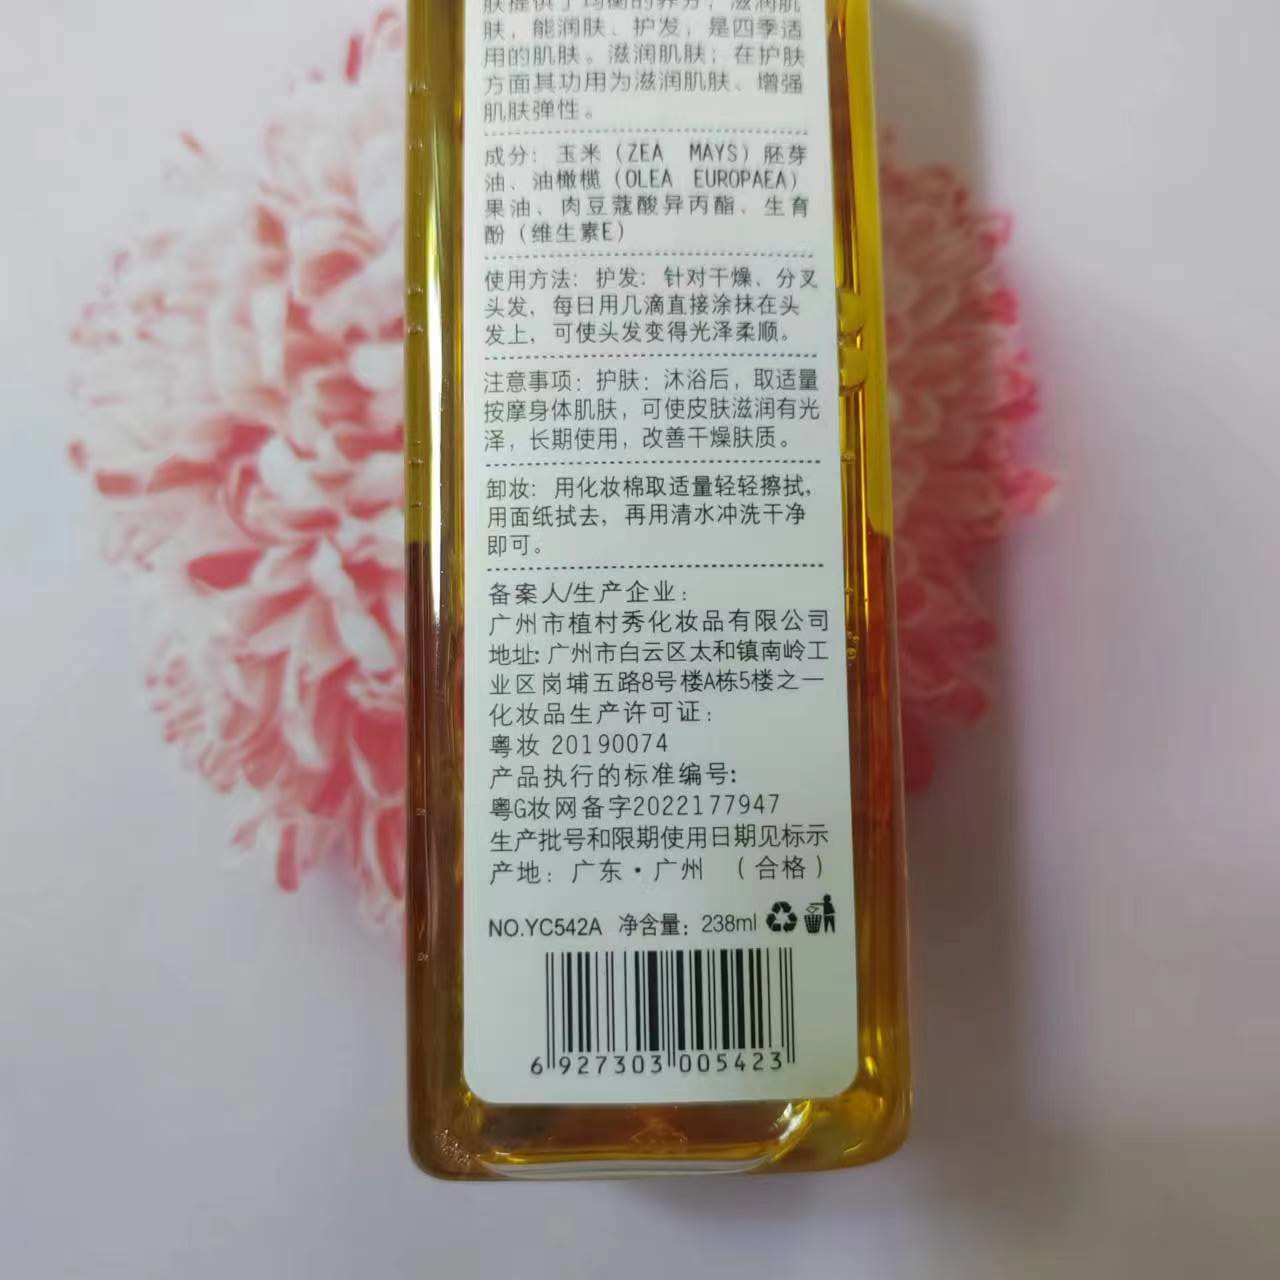 肤提供了均衡的养分，滋润肌
肤，能润肤、护发，是四季适
用的肌肤。滋润肌肤；在护肤
方面其功用为滋润肌肤、增强
肌肤弹性。
成分：玉米（ZEA MAYS）胚芽
油、油橄榄（OLEA EUROPAEA）
果油、肉豆蔻酸异丙酯、生育
酚（维生素E）
使用方法：护发：针对干燥、分叉
头发，每日用几滴直接涂抹在头
发上，可使头发变得光泽柔顺。
注意事项：护肤：沐浴后，取适量
按摩身体肌肤，可使皮肤滋润有光
泽，长期使用，改善干燥肤质。
卸妆：用化妆棉取适量轻轻擦拭，
用面纸拭去，再用清水冲洗干净
即可。
备案人/生产企业：
广州市植村秀化妆品有限公司
地址：广州市白云区太和镇南岭工
业区岗埔五路8号楼A栋5楼之一
化妆品生产许可证：
粤妆 20190074
产品执行的标准编号：
粤G妆网备字2022177947
生产批号和限期使用日期见标示
产地：广东·广州 （合格）
NO.YC542A 净含量：238ml
6 927303 005423